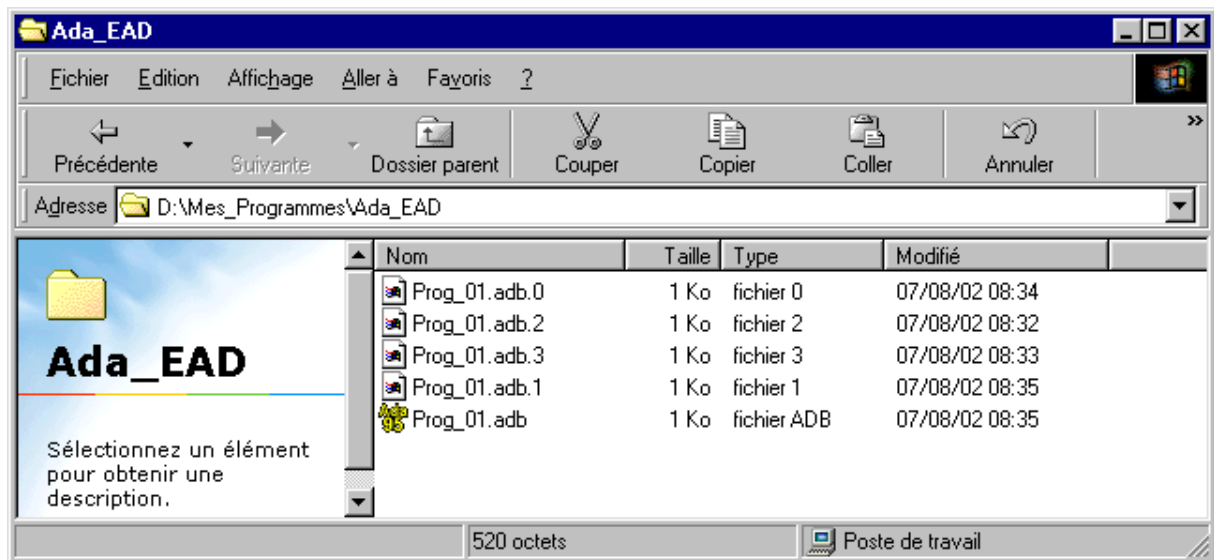 Ada_EAD
Fichier Edition Affichage Aller à Favoris ?
Précédente Suivante Dossier parent Couper Copier Coller Annuler »
Adresse D:\Mes_Programmes\Ada_EAD
Nom Taille Type Modifié
Prog_01.adb.0 1 Ko fichier 0 07/08/02 08:34
Prog_01.adb.2 1 Ko fichier 2 07/08/02 08:32
Prog_01.adb.3 1 Ko fichier 3 07/08/02 08:33
Prog_01.adb.1 1 Ko fichier 1 07/08/02 08:35
Prog_01.adb 1 Ko fichier ADB 07/08/02 08:35
Ada_EAD
Sélectionnez un élément
pour obtenir une
description.
520 octets Poste de travail